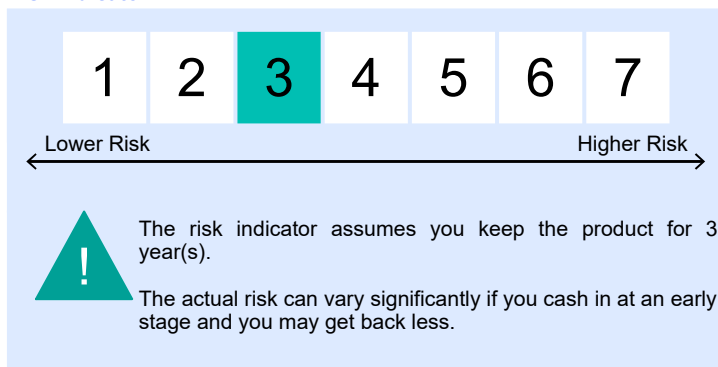 1 2 3 4 5 6 7
Lower Risk Higher Risk
!
The risk indicator assumes you keep the product for 3
year(s).
The actual risk can vary significantly if you cash in at an early
stage and you may get back less.